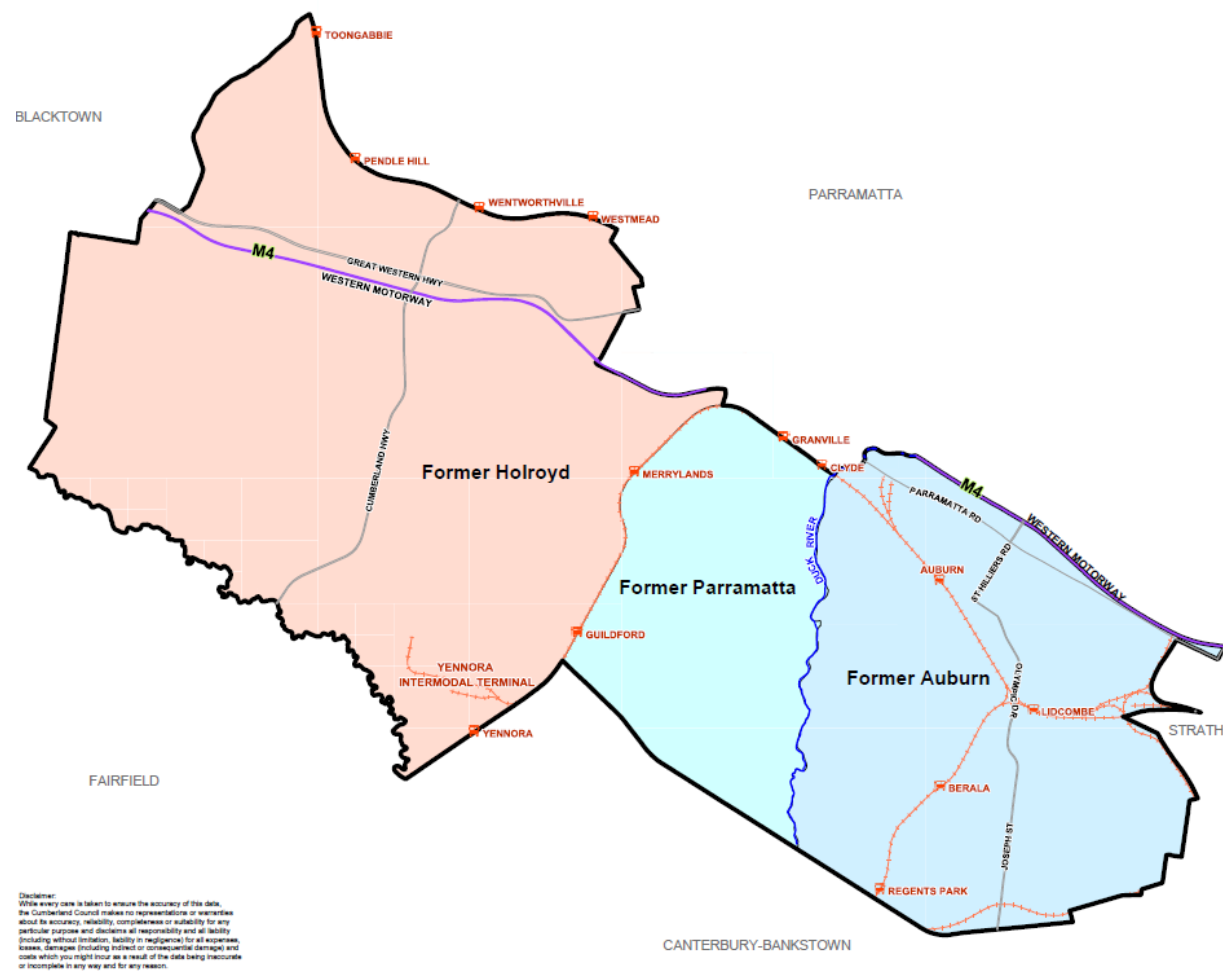 TOONGABBIE
BLACKTOWN
PENDLE HILL
PARRAMATTA
WENTWORTHVILLE
WESTMEAD
M4
GREAT WESTERN HWY
WESTERN MOTORWAY
CUMBERLAND HWY
GRANVILLE
CLYDE
Former Holroyd
MERRYLANDS
M4
PARRAMATTA RD
WESTERN MOTORWAY
DUCK RIVER
ST HILLIERS RD
AUBURN
Former Parramatta
GUILDFORD
YENNORA
INTERMODAL TERMINAL
Former Auburn
OLYMPIC DR
LIDCOMBE
YENNORA
STRATH
FAIRFIELD
BERALA
JOSEPH ST
REGENTS PARK
CANTERBURY-BANKSTOWN
Disclaimer:
While every care is taken to ensure the accuracy of this data,
the Cumberland Council makes no representations or warranties
about its accuracy, reliability, completeness or suitability for any
particular purpose and disclaims all responsibility and all liability
(including without limitation, liability in negligence) for all expenses,
losses, damages (including indirect or consequential damage) and
costs which you might incur as a result of the data being inaccurate
or incomplete in any way and for any reason.